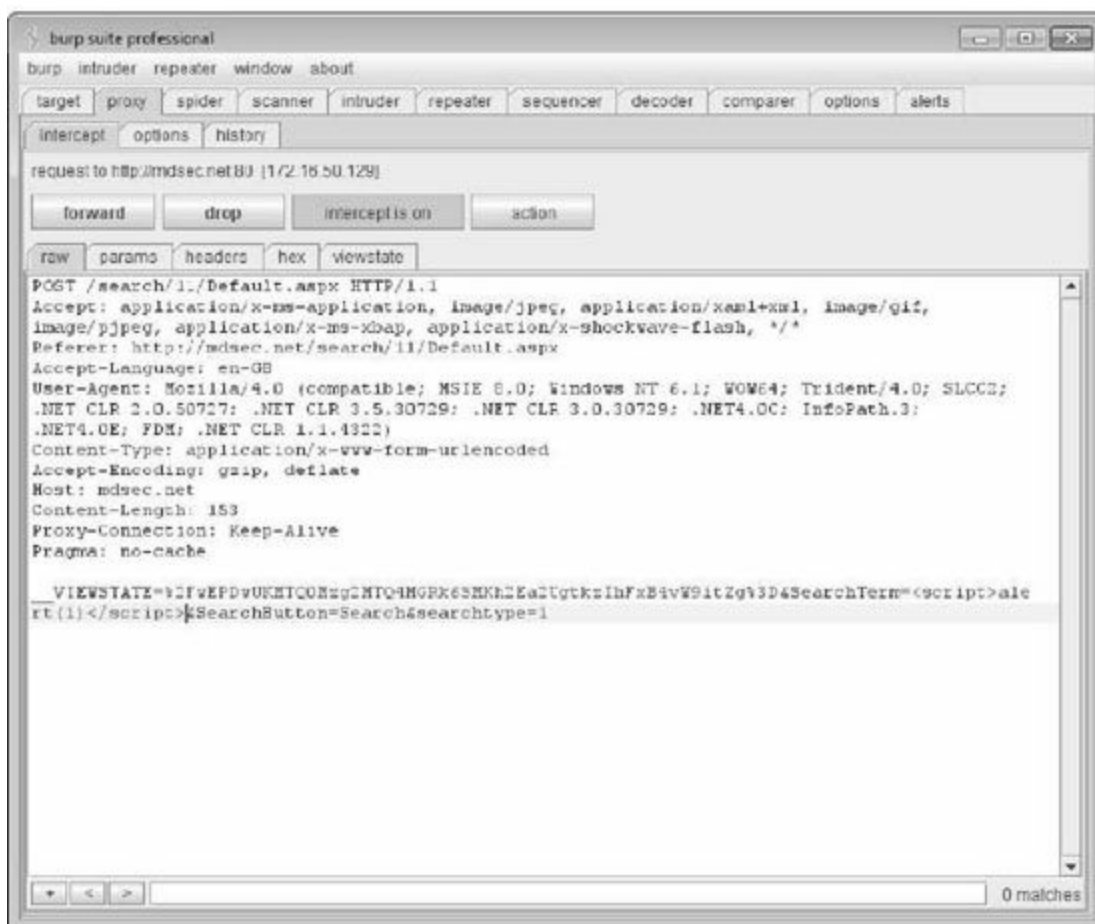 burp suite professional
burp intruder repeater window about
target proxy spider scanner intruder repeater sequencer decoder comparer options alerts
intercept options history
request to http://mdsec.net:80 [172.16.50.129]
forward drop intercept is on action
raw params headers hex viewstate
POST /search/11/Default.aspx HTTP/1.1
Accept: application/x-ms-application, image/jpeg, application/xaml+xml, image/gif,
image/pjpeg, application/x-ms-xbap, application/x-shockwave-flash, */*
Referer: http://mdsec.net/search/11/Default.aspx
Accept-Language: en-GB
User-Agent: Mozilla/4.0 (compatible; MSIE 8.0; Windows NT 6.1; WOW64; Trident/4.0; SLCC2;
.NET CLR 2.0.50727; .NET CLR 3.5.30729; .NET CLR 3.0.30729; .NET4.0C; InfoPath.3;
.NET4.0E; FDM; .NET CLR 1.1.4322)
Content-Type: application/x-www-form-urlencoded
Accept-Encoding: gzip, deflate
Host: mdsec.net
Content-Length: 153
Proxy-Connection: Keep-Alive
Pragma: no-cache
SearchTerm=<script>ale
rt(1)</script>&SearchButton=Search&searchtype=1
+ < > 0 matches